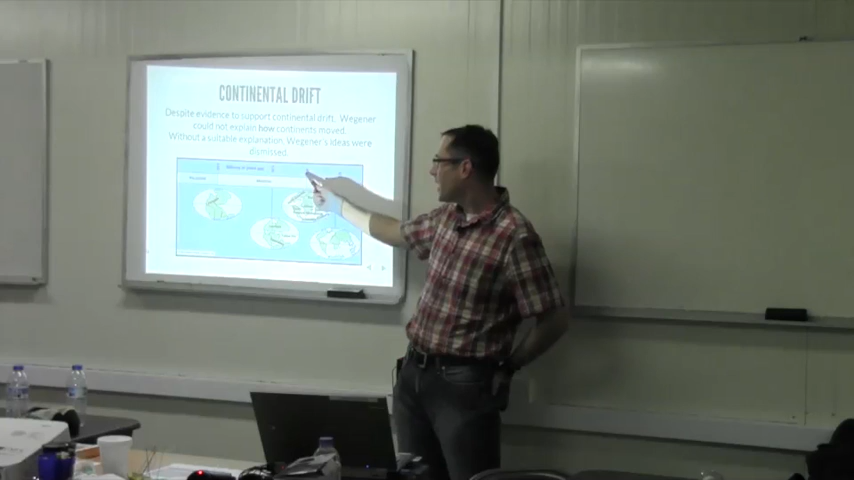 CONTINENTAL DRIFT
Despite evidence to support continental drift, Wegener
could not explain how continents moved.
Without a suitable explanation, Wegener's ideas were
dismissed.